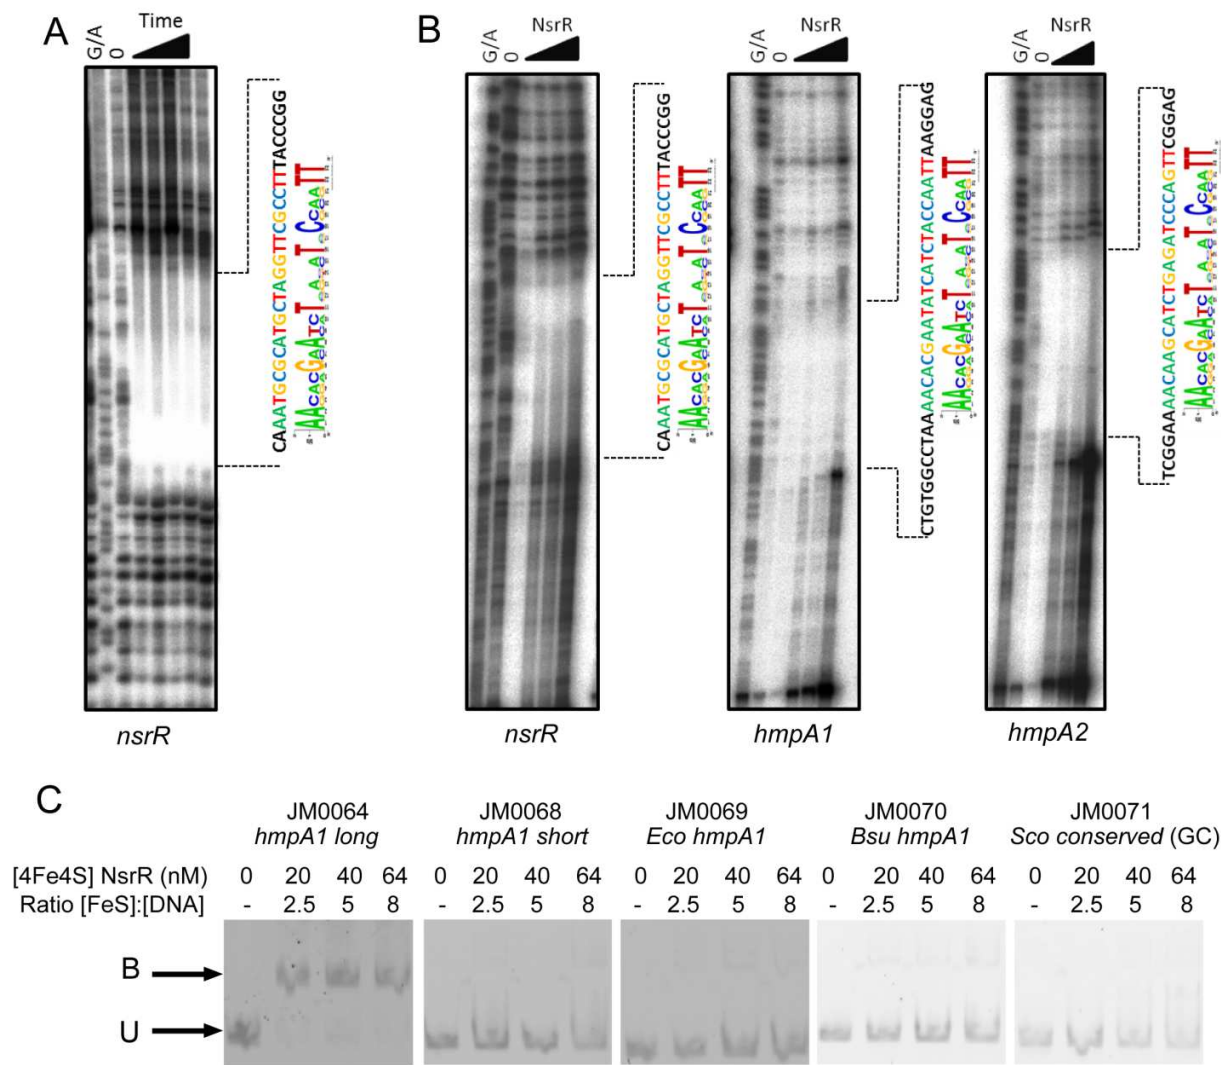 A
B
G/A
0
Time
CAAATGCGCATGCTAGGTTCGCCTTTACCCGG
nsrR
G/A
0
NsrR
CAAATGCGCATGCTAGGTTCGCCTTTACCCGG
nsrR
G/A
0
NsrR
CTGTGGCCTAAAACACGAATATCATCTACCAATTAAGGAG
hmpA1
G/A
0
NsrR
TCGGAAAACAAGCATCTGAGATCCCAGTTCGGAG
hmpA2
C
JM0064 JM0068 JM0069 JM0070 JM0071
hmpA1 long hmpA1 short Eco hmpA1 Bsu hmpA1 Sco conserved (GC)
[4Fe4S] NsrR (nM) 0 20 40 64 0 20 40 64 0 20 40 64 0 20 40 64 0 20 40 64
Ratio [FeS]:[DNA] - 2.5 5 8 - 2.5 5 8 - 2.5 5 8 - 2.5 5 8 - 2.5 5 8
B
U